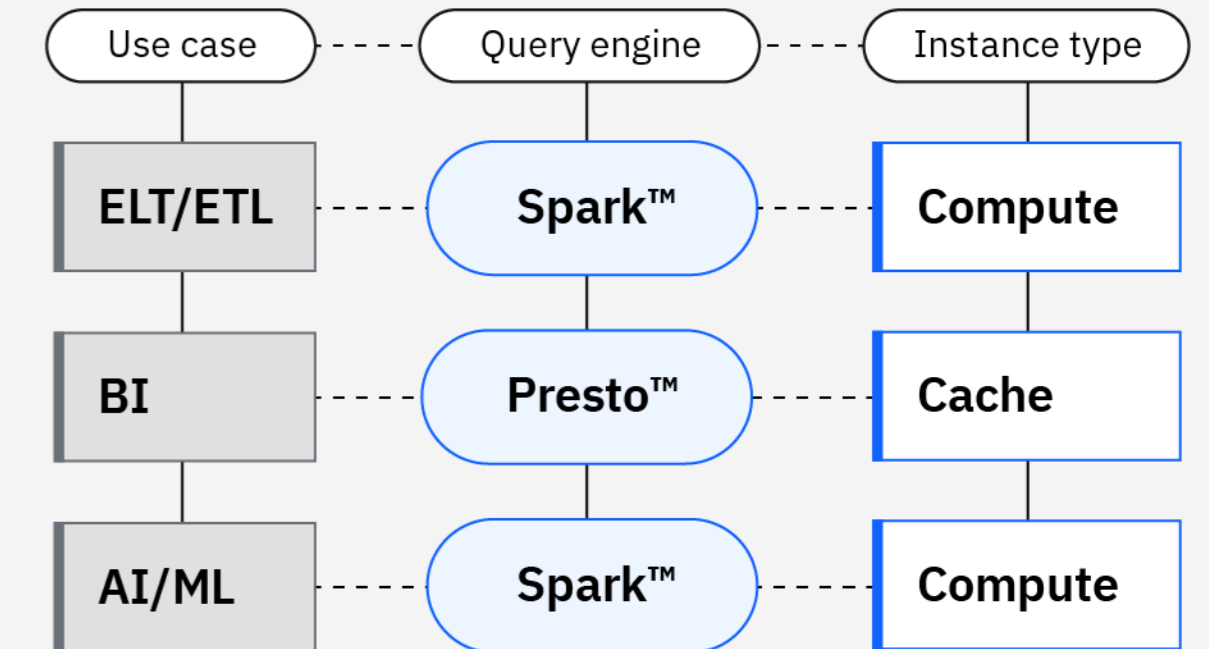 Use case
Query engine
Instance type
ELT/ETL
Spark™
Compute
BI
Presto™
Cache
AI/ML
Spark™
Compute